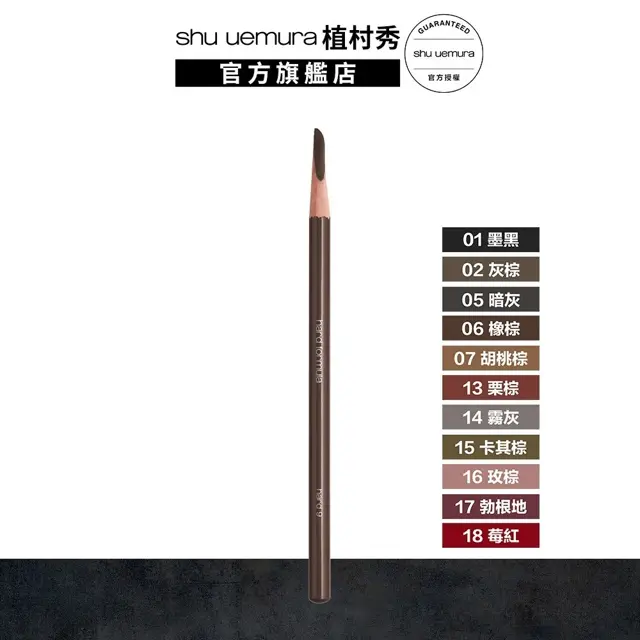 shu uemura 植村秀
官方旗艦店
GUARANTEED
shu uemura
官方授權
hard formula
hard 9
01 墨黑
02 灰棕
05 暗灰
06 橡棕
07 胡桃棕
13 栗棕
14 霧灰
15 卡其棕
16 玫棕
17 勃根地
18 莓紅